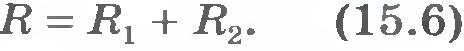 R = R₁ + R₂. (15.6)